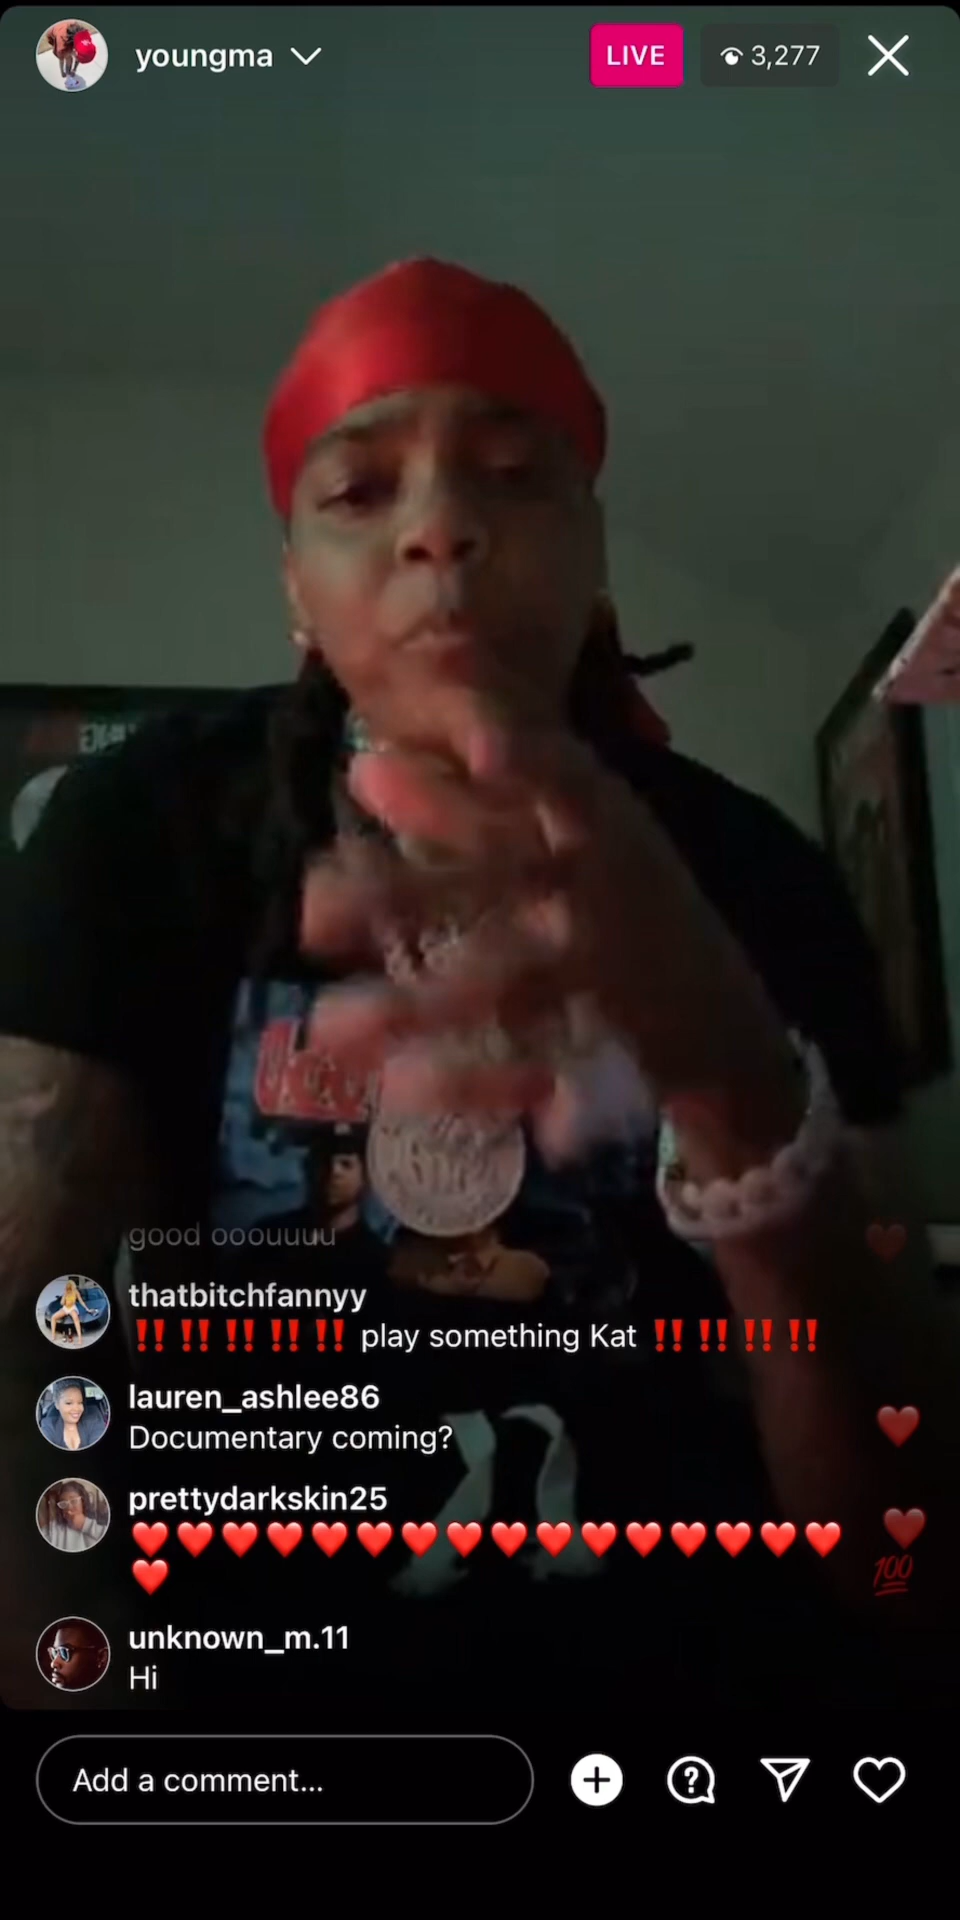 youngma
LIVE
3,277
good ooouuuu
thatbitchfannyy
‼️‼️‼️‼️‼️ play something Kat ‼️‼️‼️‼️
lauren_ashlee86
Documentary coming?
prettydarkskin25
❤️❤️❤️❤️❤️❤️❤️❤️❤️❤️❤️❤️❤️❤️❤️❤️
❤️
💯
unknown_m.11
Hi
Add a comment...